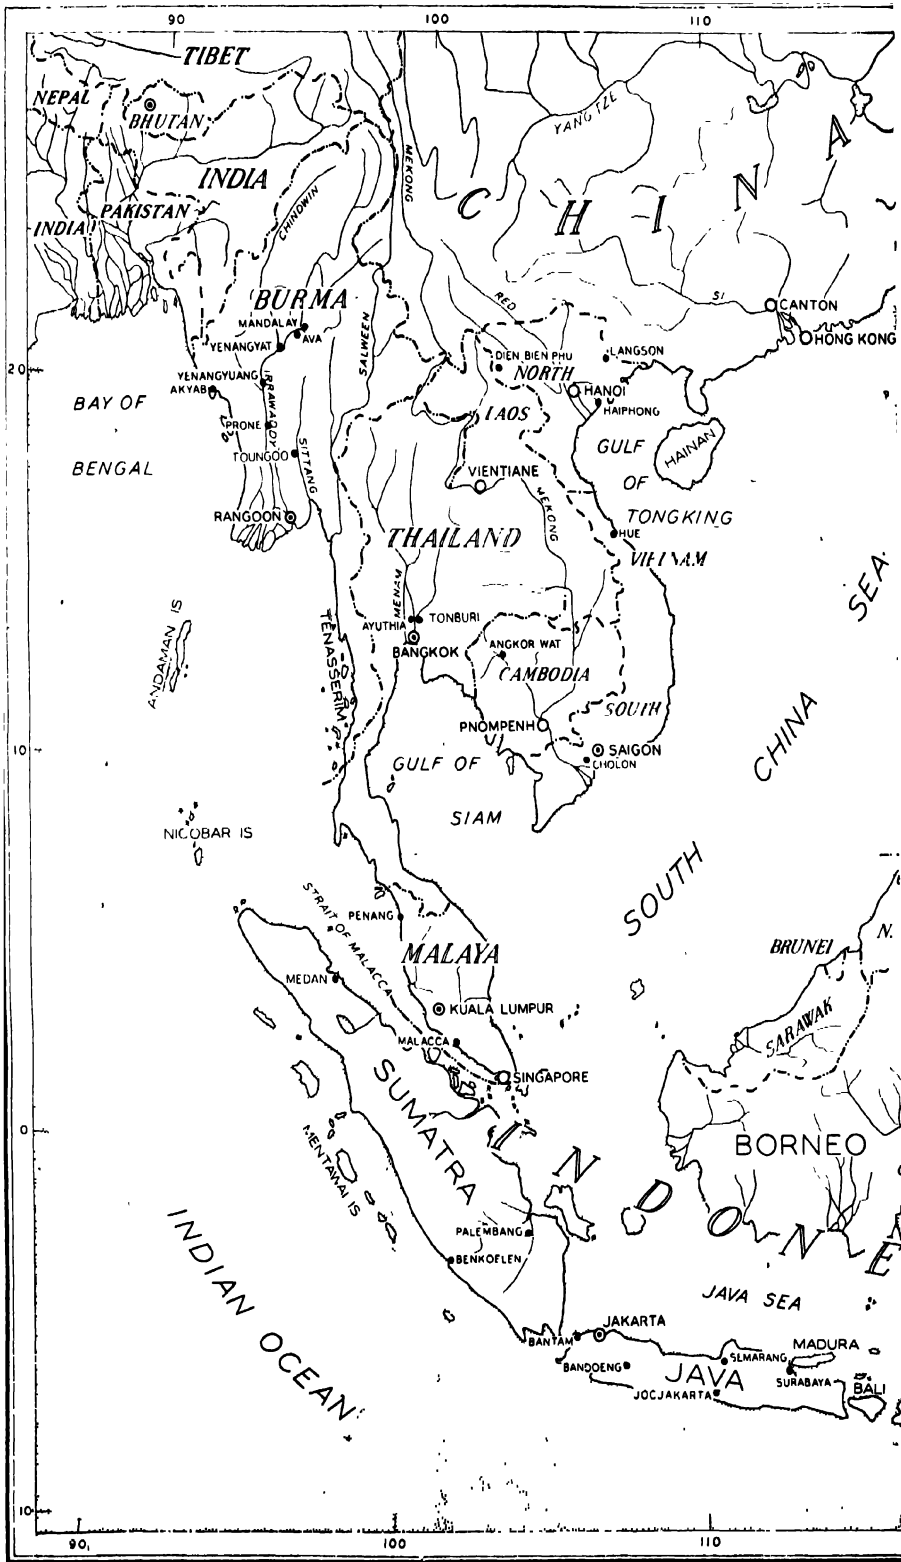 90 100 110
TIBET
NEPAL
BHUTAN
YANGTZE
MEKONG
CHINA
INDIA
CHINDWIN
PAKISTAN
INDIA
BURMA
SALWEEN
RED
SI
CANTON
MANDALAY
AVA
HONG KONG
YENANGYAT
DIEN BIEN PHU
LANGSON
20
YENANGYUANG
NORTH
AKYAB
IRRAWADDY
HANOI
BAY OF
BENGAL
LAOS
HAIPHONG
PRONE
GULF
OF
TONGKING
HAINAN
TOUNGOO
SITTANG
VIENTIANE
MEKONG
RANGOON
THAILAND
HUE
VIETNAM
SEA
MENAM
AYUTHIA
TONBURI
ANDAMAN IS
TENASSERIM
BANGKOK
ANGKOR WAT
CAMBODIA
SOUTH
PNOMPENH
SAIGON
10
CHOLON
GULF OF
SIAM
CHINA
NICOBAR IS
SOUTH
STRAIT OF MALACCA
PENANG
MALAYA
BRUNEI
N.
MEDAN
KUALA LUMPUR
SARAWAK
MALACCA
SINGAPORE
SUMATRA
0
MENTAWAI IS
BORNEO
INDONE
PALEMBANG
BENKOELEN
INDIAN OCEAN
JAVA SEA
JAKARTA
BANTAM
MADURA
SEMARANG
BANDOENG
JAVA
SURABAYA
BALI
JOCJAKARTA
10
90 100 110